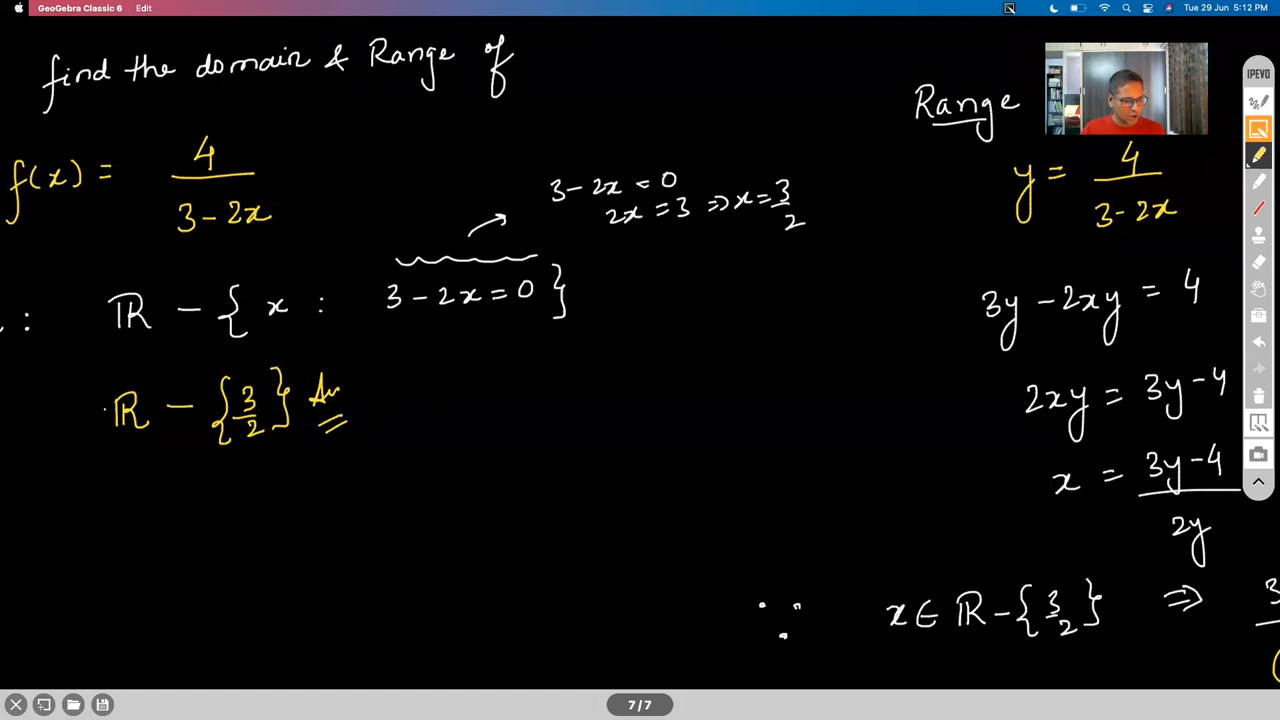 GeoGebra Classic 6 Edit Tue 29 Jun 5:12 PM
find the domain & Range of
f(x) = 4 / (3-2x)
3-2x = 0
2x = 3 ⇒ x = 3/2
: ℝ - { x : 3-2x = 0 }
ℝ - {3/2}
Range
y = 4 / (3-2x)
3y - 2xy = 4
2xy = 3y-4
x = (3y-4) / 2y
∵ x ∈ ℝ - {3/2} ⇒ 3
IPEVO
7/7